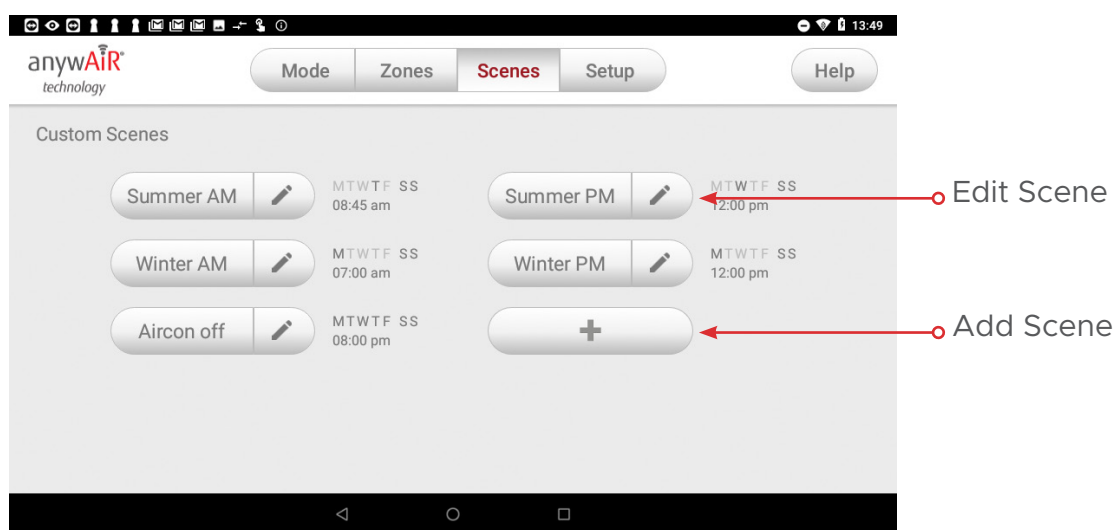 13:49
anywAiR
technology
Mode
Zones
Scenes
Setup
Help
Custom Scenes
Summer AM
MTWTF SS
08:45 am
Summer PM
MTWTF SS
12:00 pm
Edit Scene
Winter AM
MTWTF SS
07:00 am
Winter PM
MTWTF SS
12:00 pm
Aircon off
MTWTF SS
08:00 pm
+
Add Scene